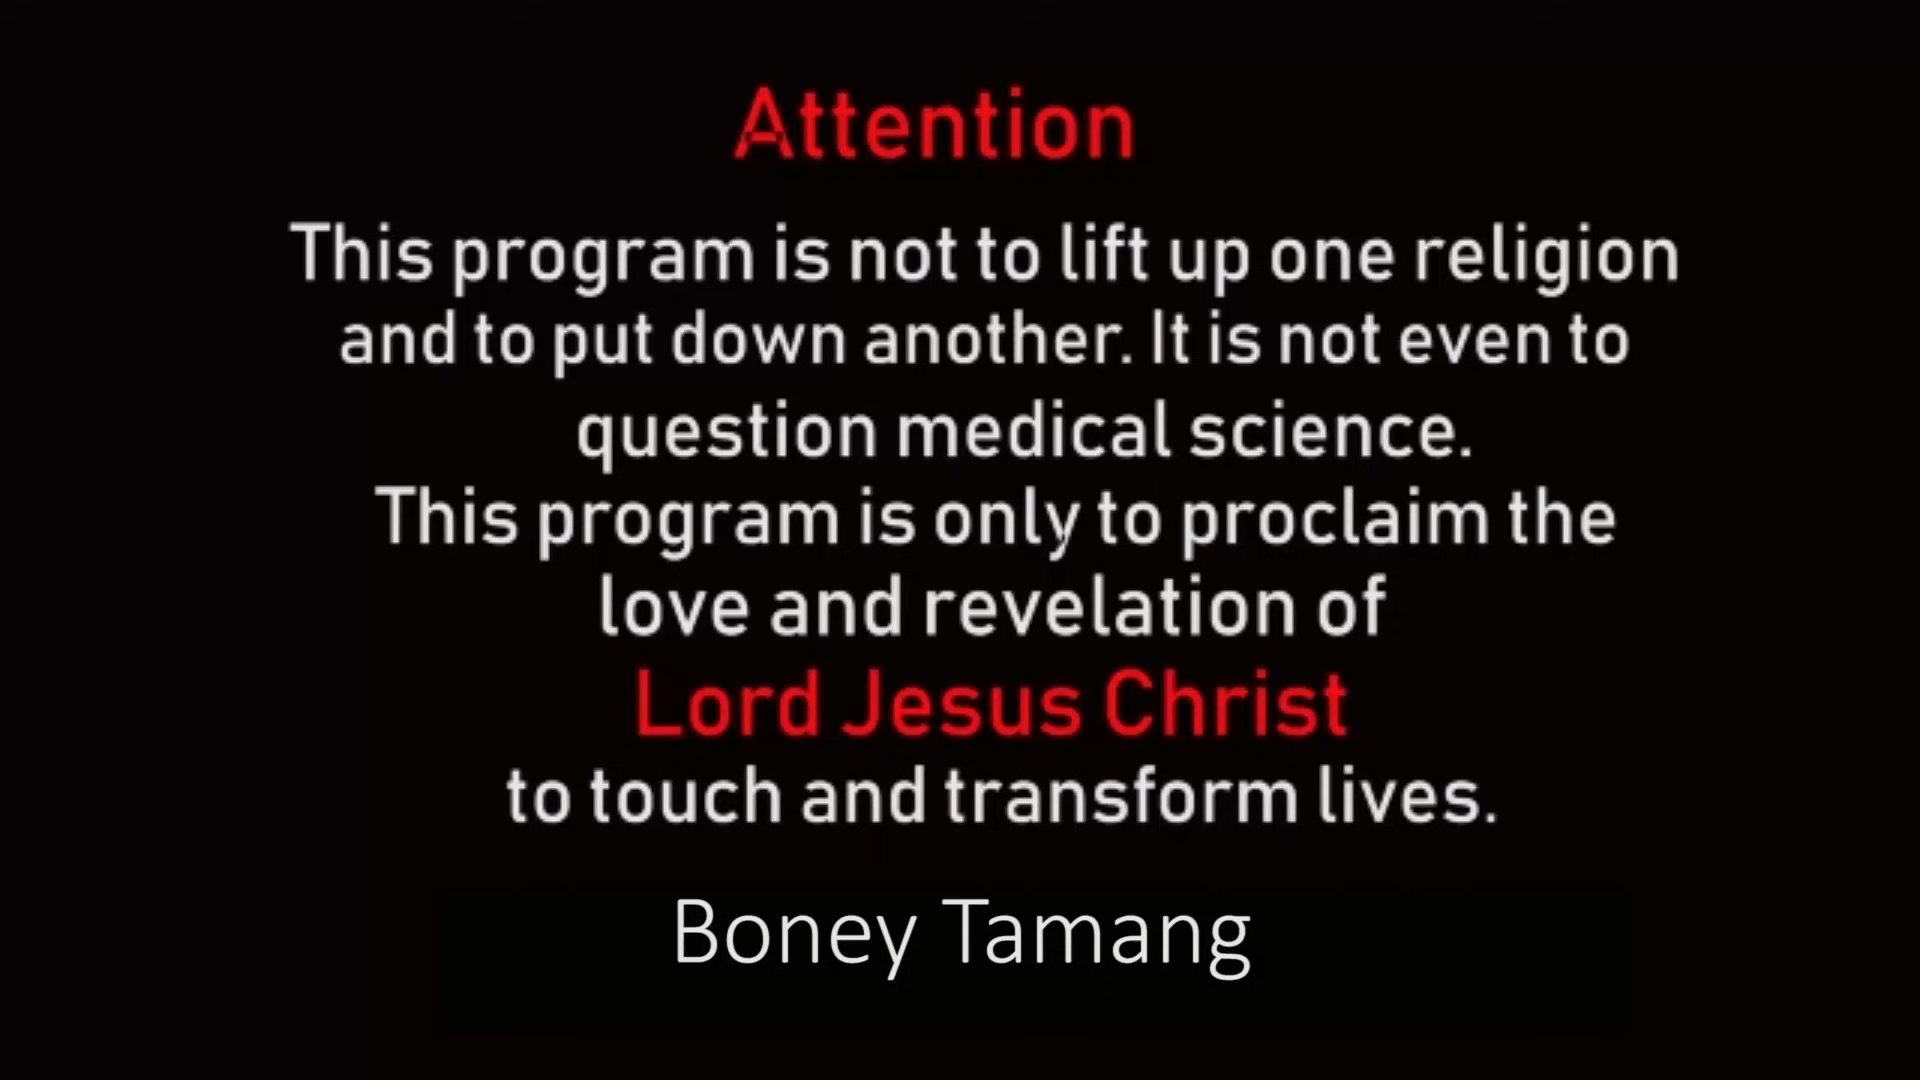 Attention
This program is not to lift up one religion
and to put down another. It is not even to
question medical science.
This program is only to proclaim the
love and revelation of
Lord Jesus Christ
to touch and transform lives.
Boney Tamang